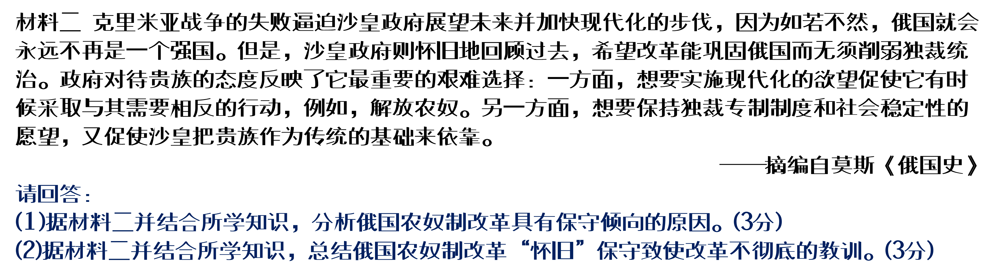 材料二 克里米亚战争的失败逼迫沙皇政府展望未来并加快现代化的步伐，因为如若不然，俄国就会
永远不再是一个强国。但是，沙皇政府则怀旧地回顾过去，希望改革能巩固俄国而无须削弱独裁统
治。政府对待贵族的态度反映了它最重要的艰难选择：一方面，想要实施现代化的欲望促使它有时
候采取与其需要相反的行动，例如，解放农奴。另一方面，想要保持独裁专制制度和社会稳定性的
愿望，又促使沙皇把贵族作为传统的基础来依靠。
——摘编自莫斯《俄国史》
请回答：
(1)据材料二并结合所学知识，分析俄国农奴制改革具有保守倾向的原因。(3分)
(2)据材料二并结合所学知识，总结俄国农奴制改革“怀旧”保守致使改革不彻底的教训。(3分)